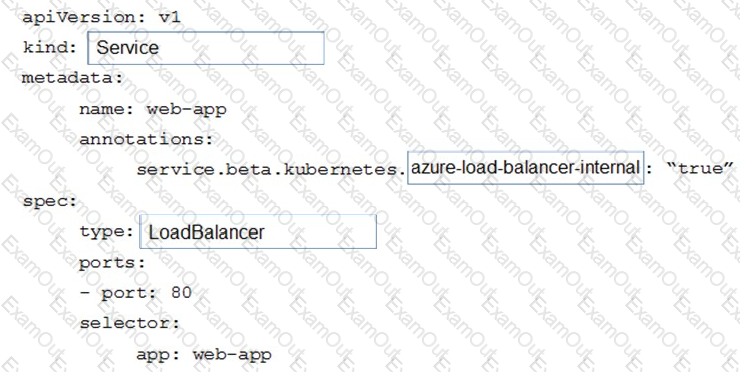 apiVersion: v1
kind: Service
metadata:
name: web-app
annotations:
service.beta.kubernetes.azure-load-balancer-internal: “true”
spec:
type: LoadBalancer
ports:
- port: 80
selector:
app: web-app